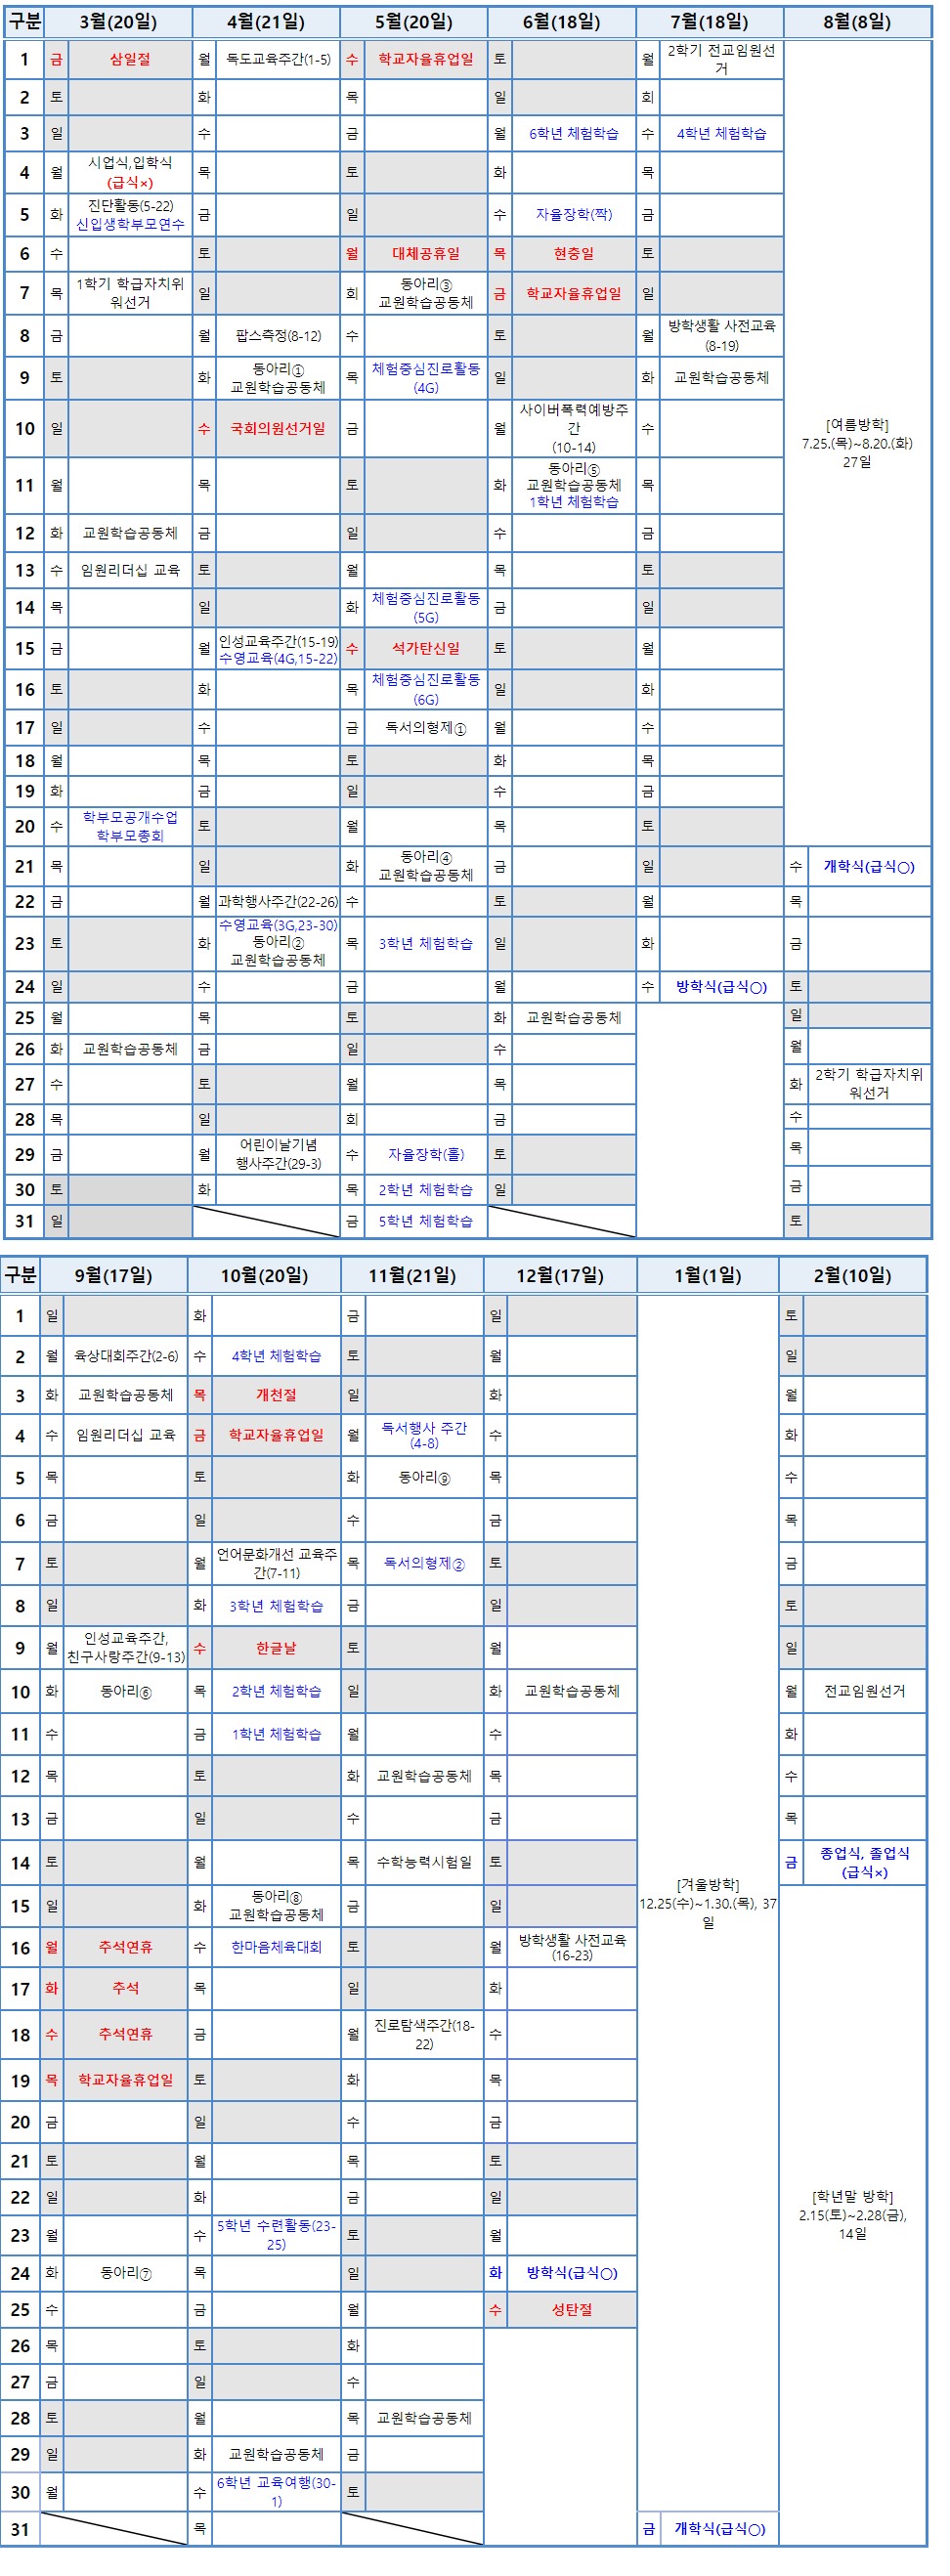 구분 3월(20일) 4월(21일) 5월(20일) 6월(18일) 7월(18일) 8월(8일)
1 금 삼일절 월 독도교육주간(1-5) 수 학교자율휴업일 토 월 2학기 전교임원선
거
2 토 화 목 일 회
3 일 수 금 월 6학년 체험학습 수 4학년 체험학습
4 월 시업식,입학식 목 토 화 목
(급식×)
5 화 진단활동(5-22) 금 일 수 자율장학(짝) 금
신입생학부모연수
6 수 토 월 대체공휴일 목 현충일 토
7 목 1학기 학급자치위 일 회 동아리③ 금 학교자율휴업일 일
워선거 교원학습공동체
8 금 월 팝스측정(8-12) 수 토 월 방학생활 사전교육
(8-19)
9 토 화 동아리① 목 체험중심진로활동 일 화 교원학습공동체
교원학습공동체 (4G)
10 일 수 국회의원선거일 금 월 사이버폭력예방주 수
간
(10-14)
[여름방학]
7.25.(목)~8.20.(화)
27일
11 월 목 토 화 동아리⑤ 목
교원학습공동체
1학년 체험학습
12 화 교원학습공동체 금 일 수 금
13 수 임원리더십 교육 토 월 목 토
14 목 일 화 체험중심진로활동 금 일
(5G)
15 금 월 인성교육주간(15-19) 수 석가탄신일 토 월
수영교육(4G,15-22)
16 토 화 목 체험중심진로활동 일 화
(6G)
17 일 수 금 독서의형제① 월 수
18 월 목 토 화 목
19 화 금 일 수 금
20 수 학부모공개수업 토 월 목 토
학부모총회
21 목 일 화 동아리④ 금 일 수 개학식(급식○)
교원학습공동체
22 금 월 과학행사주간(22-26) 수 토 월 목
23 토 화 수영교육(3G,23-30) 목 3학년 체험학습 일 화 금
동아리②
교원학습공동체
24 일 수 금 월 수 방학식(급식○) 토
25 월 목 토 화 교원학습공동체 일
26 화 교원학습공동체 금 일 수 월
27 수 토 월 목 화 2학기 학급자치위
워선거
28 목 일 회 금 수
29 금 월 어린이날기념 수 자율장학(홀) 토 목
행사주간(29-3)
30 토 화 목 2학년 체험학습 일 금
31 일 금 5학년 체험학습 토
구분 9월(17일) 10월(20일) 11월(21일) 12월(17일) 1월(1일) 2월(10일)
1 일 화 금 일 토
2 월 육상대회주간(2-6) 수 4학년 체험학습 토 월 일
3 화 교원학습공동체 목 개천절 일 화 월
4 수 임원리더십 교육 금 학교자율휴업일 월 독서행사 주간 수 화
(4-8)
5 목 토 화 동아리⑨ 목 수
6 금 일 수 금 목
7 토 월 언어문화개선 교육주 목 독서의형제② 토 금
간(7-11)
8 일 화 3학년 체험학습 금 일 토
9 월 인성교육주간, 수 한글날 토 월 일
친구사랑주간(9-13)
10 화 동아리⑥ 목 2학년 체험학습 일 화 교원학습공동체 월 전교임원선거
11 수 금 1학년 체험학습 월 수 화
12 목 토 화 교원학습공동체 목 수
13 금 일 수 금 목
14 토 월 목 수학능력시험일 토 금 종업식, 졸업식
(급식×)
[겨울방학]
12.25(수)~1.30.(목), 37
일
15 일 화 동아리⑧ 금 일
교원학습공동체
16 월 추석연휴 수 한마음체육대회 토 월 방학생활 사전교육
(16-23)
17 화 추석 목 일 화
18 수 추석연휴 금 월 진로탐색주간(18- 수
22)
19 목 학교자율휴업일 토 화 목
20 금 일 수 금
21 토 월 목 토
22 일 화 금 일
[학년말 방학]
2.15(토)~2.28(금),
14일
23 월 수 5학년 수련활동(23- 토 월
25)
24 화 동아리⑦ 목 일 화 방학식(급식○)
25 수 금 월 수 성탄절
26 목 토 화
27 금 일 수
28 토 월 목 교원학습공동체
29 일 화 교원학습공동체 금
30 월 수 6학년 교육여행(30- 토
1)
31 목 금 개학식(급식○)